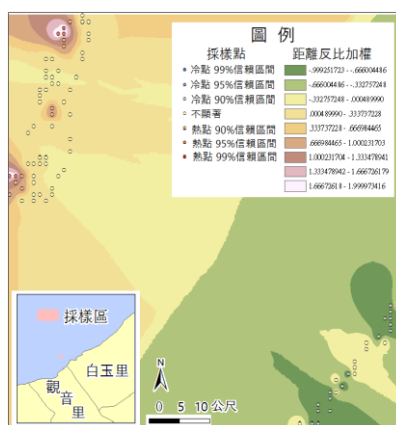 圖 例
採樣點
冷點 99%信賴區間
冷點 95%信賴區間
冷點 90%信賴區間
不顯著
熱點 90%信賴區間
熱點 95%信賴區間
熱點 99%信賴區間
距離反比加權
-.999251723 - -.666004486
-.666004486 - -.332757248
-.332757248 - .000489990
.000489990 - .333737228
.333737228 - .666984465
.666984465 - 1.000231703
1.000231704 - 1.333478941
1.333478942 - 1.666726179
1.66672618 - 1.999973416
採樣區
白玉里
觀音里
N
0 5 10 公尺